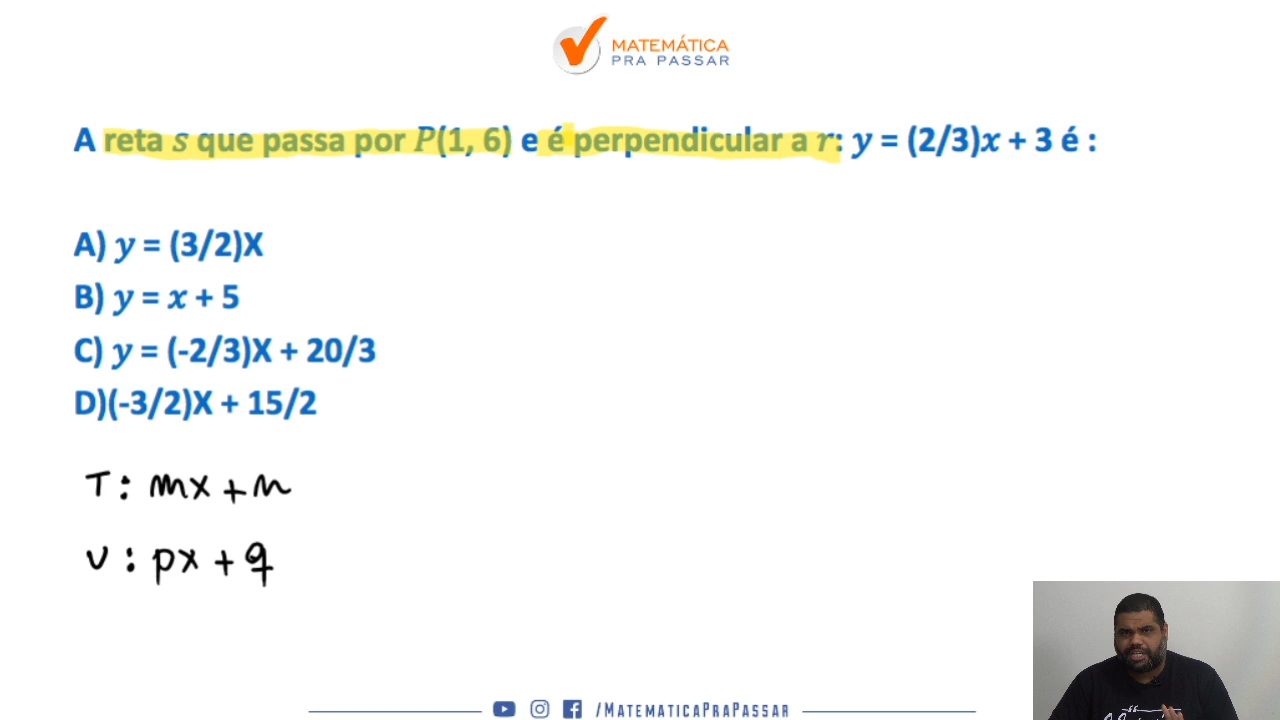 MATEMÁTICA
PRA PASSAR
A reta s que passa por P(1, 6) e é perpendicular a r: y = (2/3)x + 3 é :
A) y = (3/2)X
B) y = x + 5
C) y = (-2/3)X + 20/3
D)(-3/2)X + 15/2
T: mx + n
v: px + q
/MATEMATICAPRAPASSAR